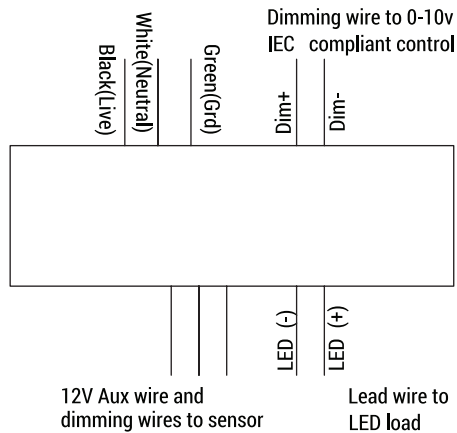 Dimming wire to 0-10v
IEC compliant control
Black(Live)
White(Neutral)
Green(Grd)
Dim+
Dim-
LED (-)
LED (+)
12V Aux wire and
dimming wires to sensor
Lead wire to
LED load